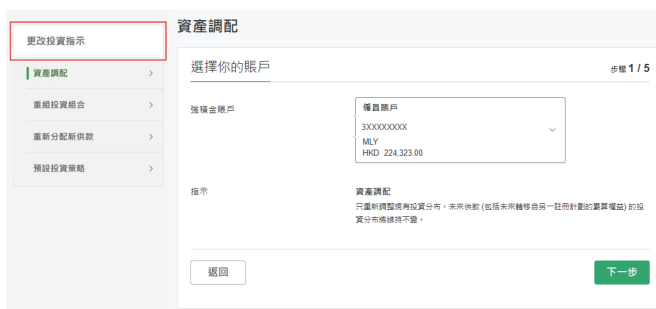 更改投資指示
資產調配
重組投資組合
重新分配新供款
預設投資策略
資產調配
選擇你的賬戶
步驟 1 / 5
強積金賬戶
僱員賬戶
3XXXXXXXX
MLY
HKD 224,323.00
指示
資產調配
只重新調整現有投資分布，未來供款 (包括未來轉移自另一註冊計劃的累算權益) 的投
資分布將維持不變。
返回
下一步